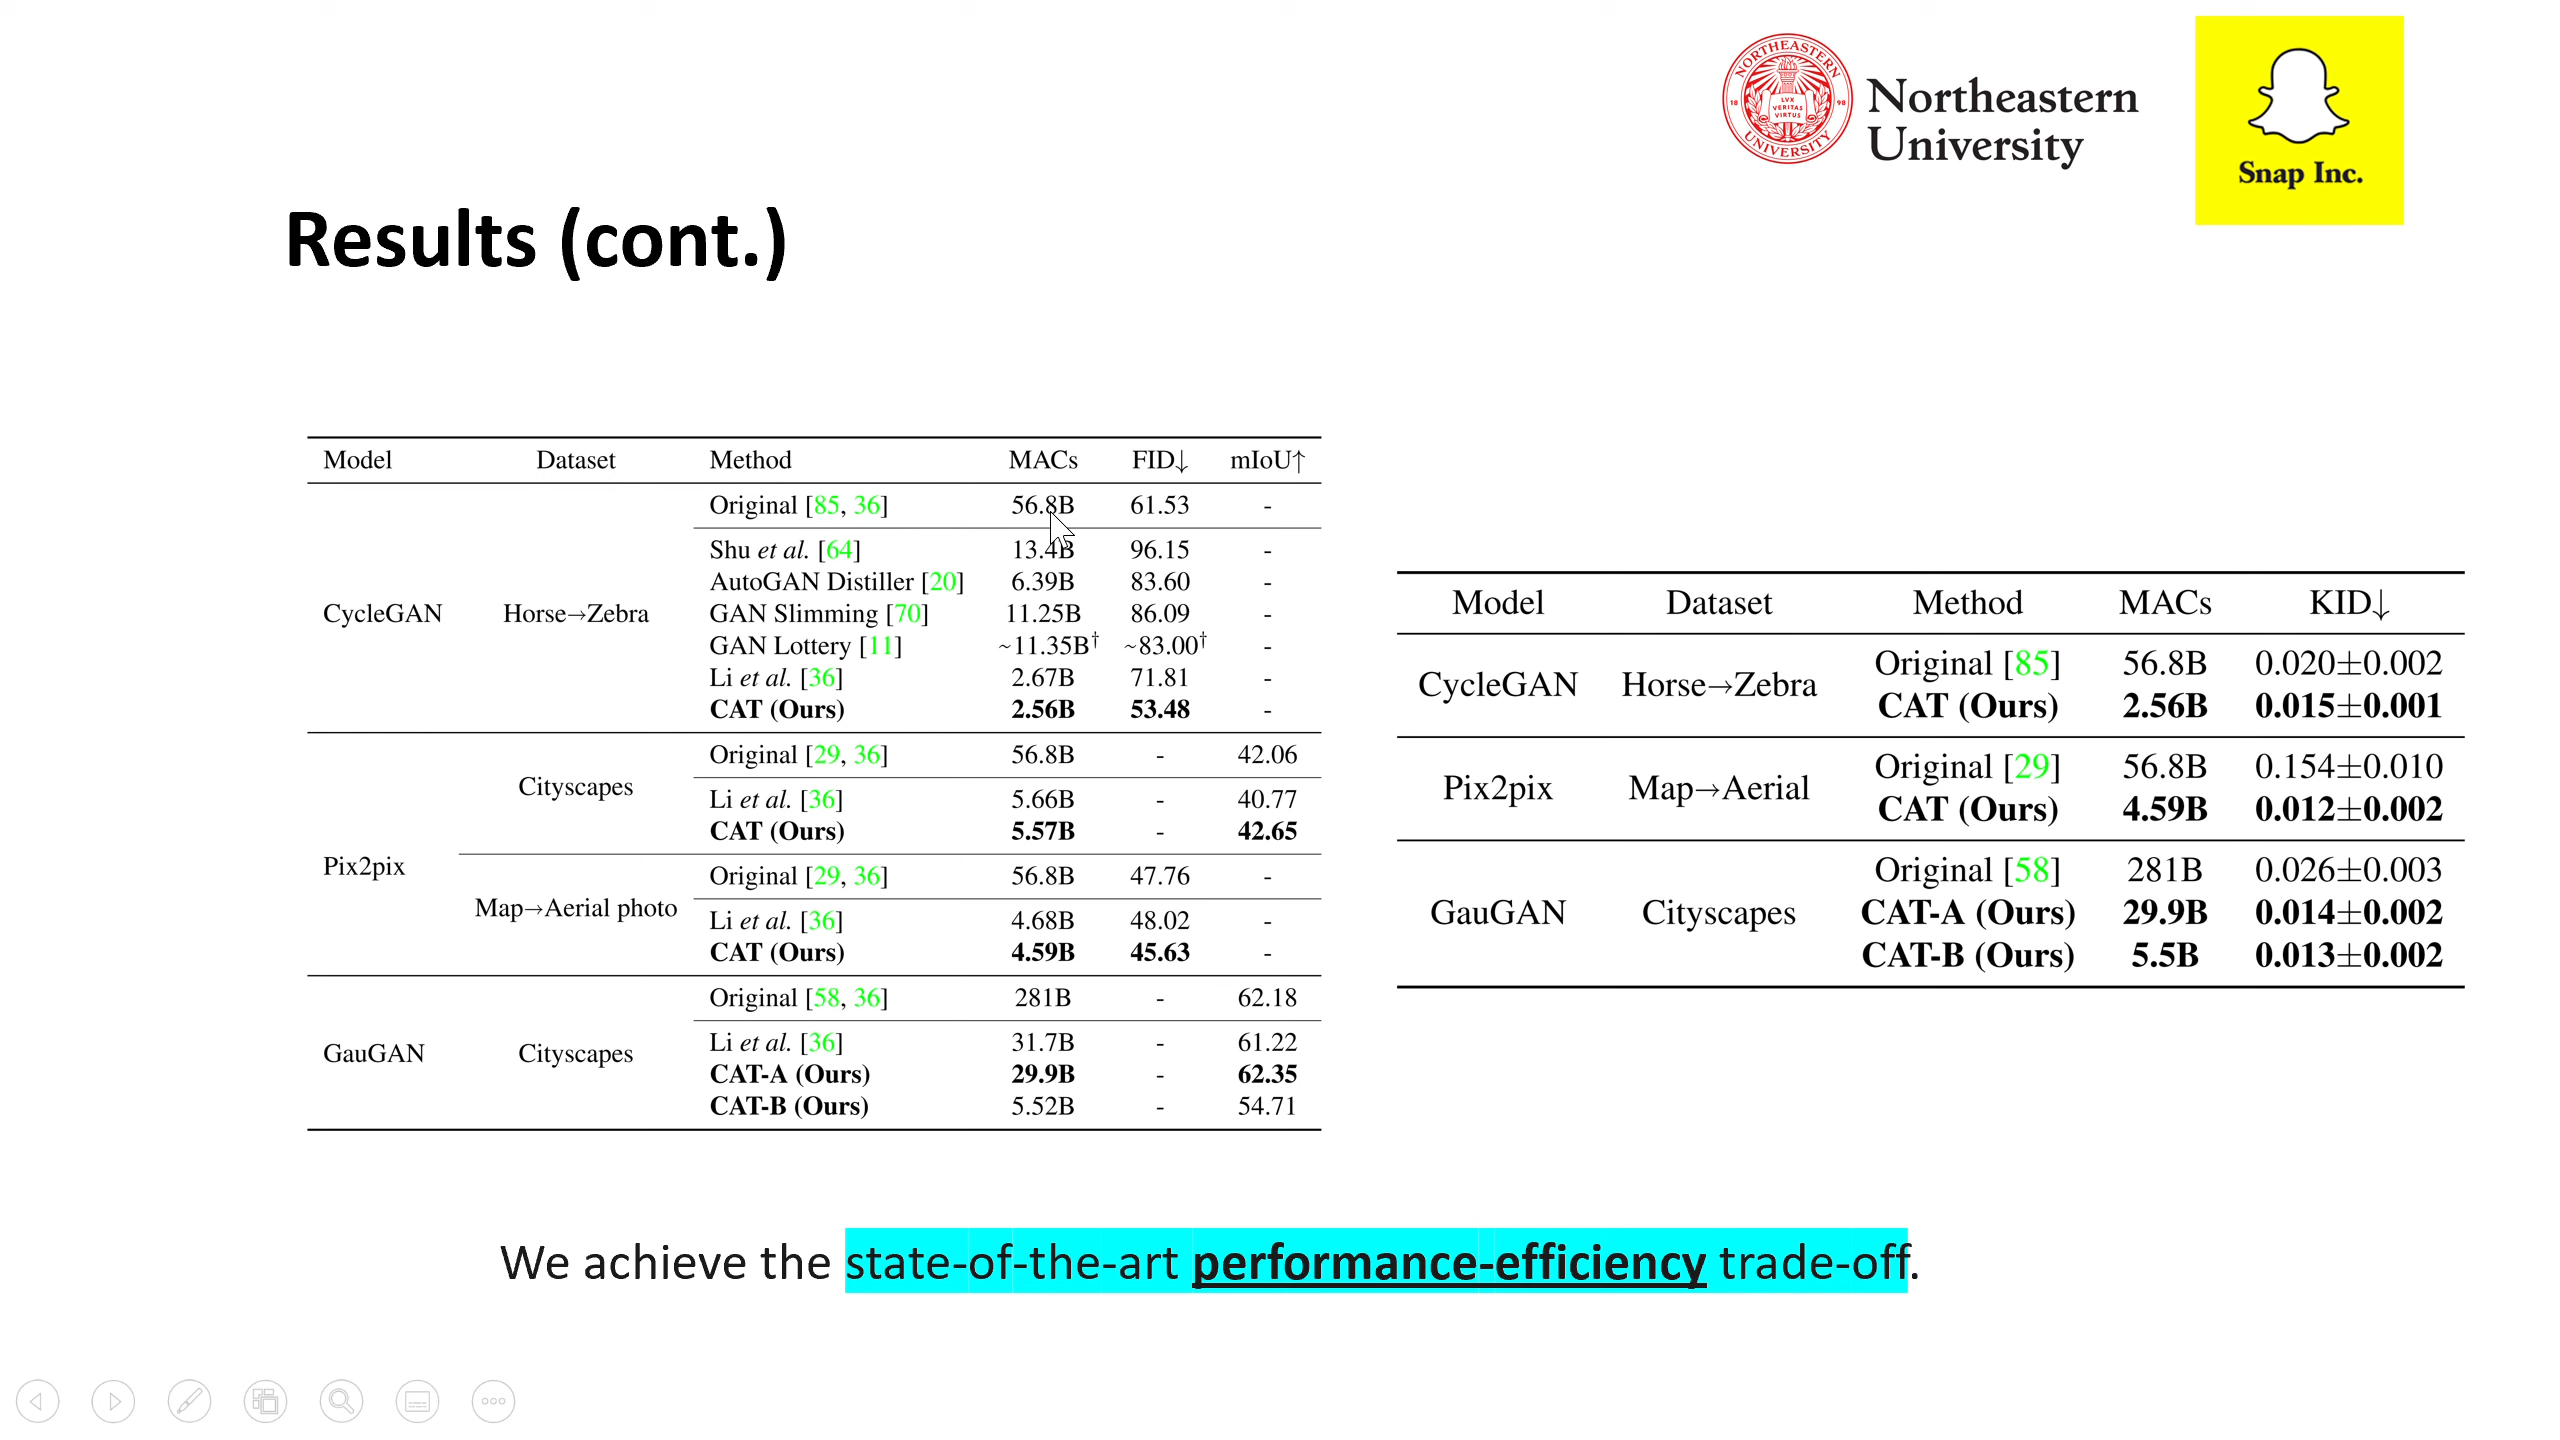 NORTHEASTERN UNIVERSITY
18 98
LVX
VERITAS
VIRTUS
Northeastern
University
Snap Inc.
Results (cont.)
Model Dataset Method MACs FID↓ mIoU↑
Original [85, 36] 56.8B 61.53 -
Shu et al. [64] 13.4B 96.15 -
AutoGAN Distiller [20] 6.39B 83.60 -
CycleGAN Horse→Zebra GAN Slimming [70] 11.25B 86.09 -
GAN Lottery [11] ~11.35B† ~83.00† -
Li et al. [36] 2.67B 71.81 -
CAT (Ours) 2.56B 53.48 -
Original [29, 36] 56.8B - 42.06
Cityscapes
Li et al. [36] 5.66B - 40.77
CAT (Ours) 5.57B - 42.65
Pix2pix
Original [29, 36] 56.8B 47.76 -
Map→Aerial photo
Li et al. [36] 4.68B 48.02 -
CAT (Ours) 4.59B 45.63 -
Original [58, 36] 281B - 62.18
GauGAN Cityscapes
Li et al. [36] 31.7B - 61.22
CAT-A (Ours) 29.9B - 62.35
CAT-B (Ours) 5.52B - 54.71
Model Dataset Method MACs KID↓
CycleGAN Horse→Zebra
Original [85] 56.8B 0.020±0.002
CAT (Ours) 2.56B 0.015±0.001
Pix2pix Map→Aerial
Original [29] 56.8B 0.154±0.010
CAT (Ours) 4.59B 0.012±0.002
Original [58] 281B 0.026±0.003
GauGAN Cityscapes CAT-A (Ours) 29.9B 0.014±0.002
CAT-B (Ours) 5.5B 0.013±0.002
We achieve the state-of-the-art performance-efficiency trade-off.